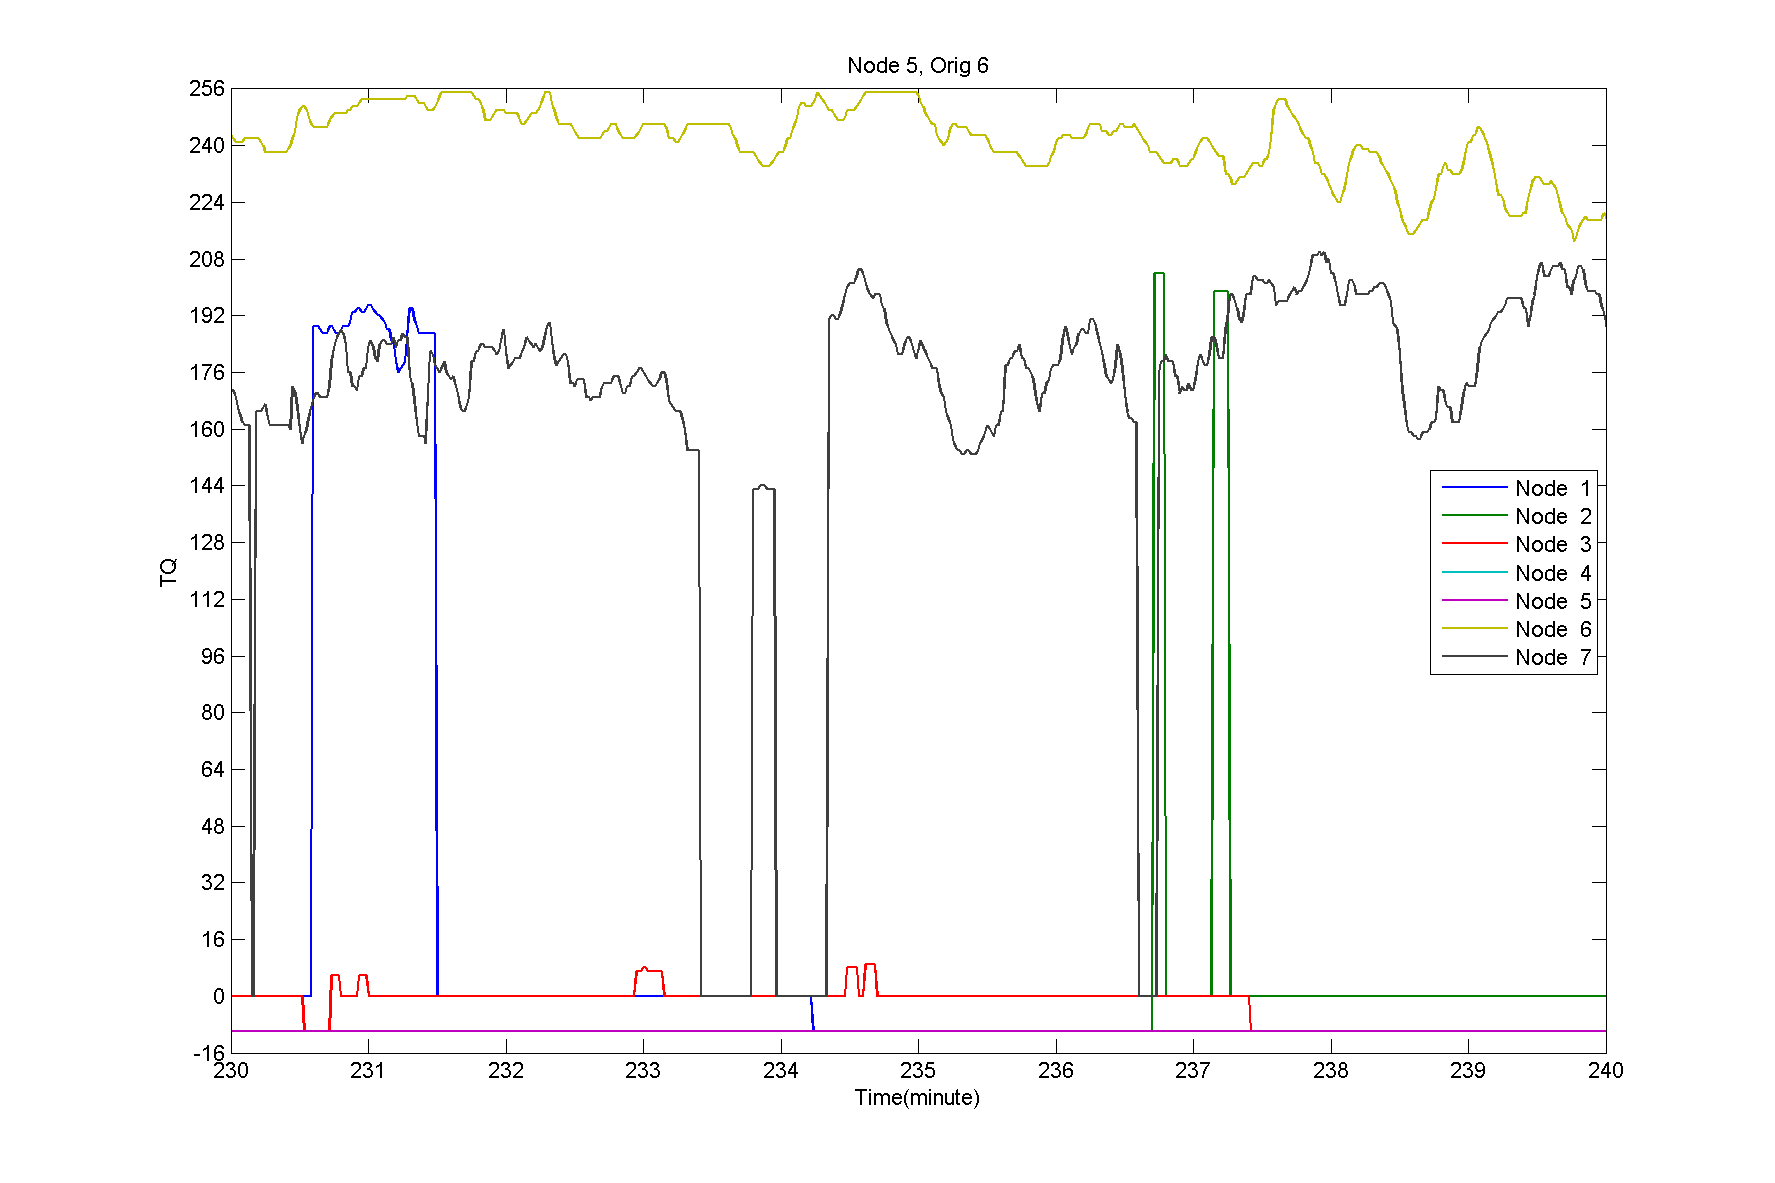 Node 5, Orig 6
256
240
224
208
192
176
160
144
128
112
96
80
64
48
32
16
0
-16
TQ
Node 1
Node 2
Node 3
Node 4
Node 5
Node 6
Node 7
230 231 232 233 234 235 236 237 238 239 240
Time(minute)